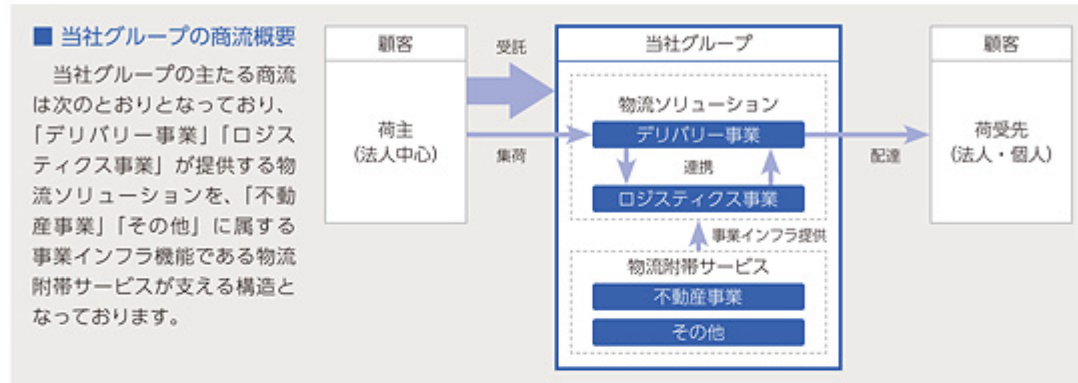 ■ 当社グループの商流概要
　当社グループの主たる商流
は次のとおりとなっており、
「デリバリー事業」「ロジス
ティクス事業」が提供する物
流ソリューションを、「不動
産事業」「その他」に属する
事業インフラ機能である物流
附帯サービスが支える構造と
なっております。
顧客
荷主
（法人中心）
受託
集荷
当社グループ
物流ソリューション
デリバリー事業
連携
ロジスティクス事業
事業インフラ提供
物流附帯サービス
不動産事業
その他
配達
顧客
荷受先
（法人・個人）